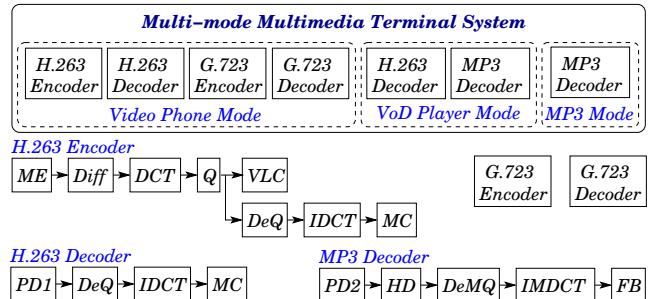 Multi-mode Multimedia Terminal System
H.263 Encoder H.263 Decoder G.723 Encoder G.723 Decoder H.263 Decoder MP3 Decoder MP3 Decoder
Video Phone Mode VoD Player Mode MP3 Mode
H.263 Encoder
ME Diff DCT Q VLC
G.723 Encoder G.723 Decoder
DeQ IDCT MC
H.263 Decoder MP3 Decoder
PD1 DeQ IDCT MC PD2 HD DeMQ IMDCT FB